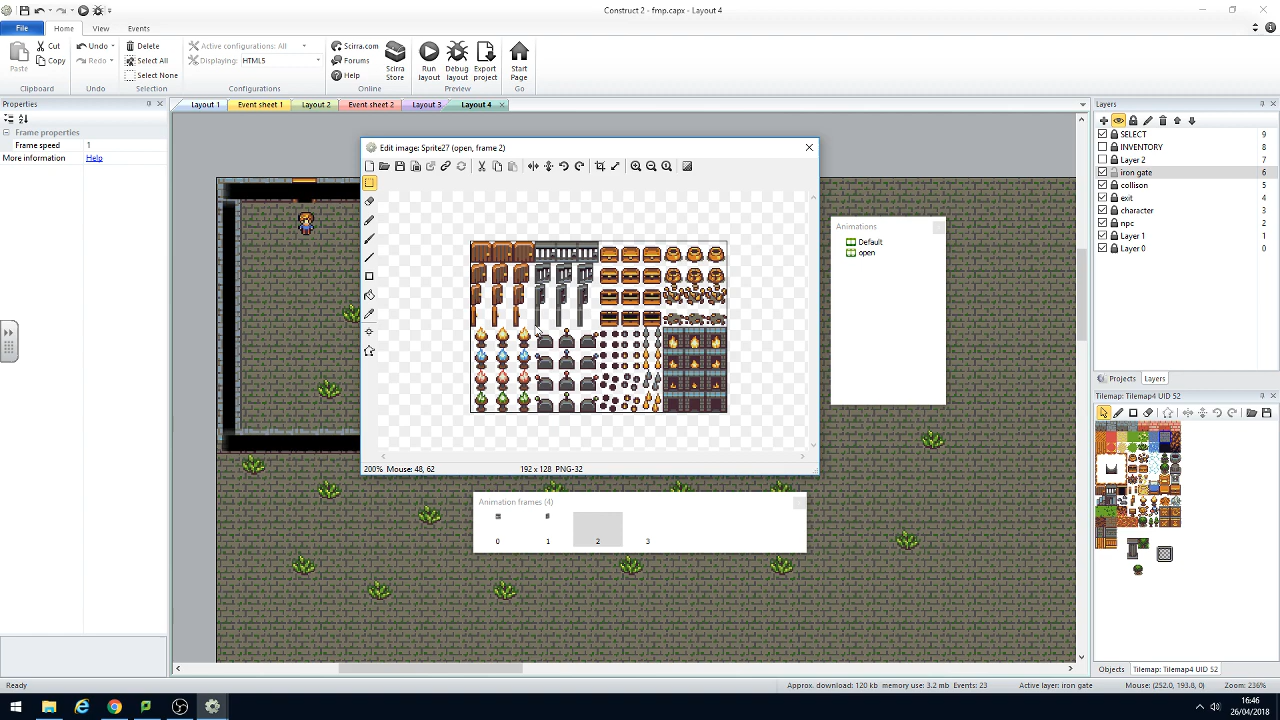 Construct 2 - fmp.capx - Layout 4
File
Home
View
Events
Paste
Cut
Copy
Clipboard
Undo
Redo
Undo
Delete
Select All
Select None
Selection
Active configurations: All
Displaying:
HTML5
Configurations
Scirra.com
Forums
Help
Online
Scirra Store
Run layout
Debug layout
Export project
Preview
Start Page
Go
Properties
Frame properties
Frame speed
1
More information
Help
Layout 1
Event sheet 1
Layout 2
Event sheet 2
Layout 3
Layout 4
Edit image: Sprite27 (open, frame 2)
200%
Mouse: 48, 62
192 x 128
PNG-32
Animations
Default
open
Animation frames (4)
0
1
2
3
Layers
SELECT 9
INVENTORY 8
Layer 2 7
iron gate 6
collison 5
exit 4
character 3
npc 2
Layer 1 1
Layer 0 0
Projects
Layers
Tilemap: Tilemap4 UID 52
Objects
Tilemap: Tilemap4 UID 52
Ready
Approx. download: 120 kb
memory use: 3.2 mb
Events: 23
Active layer: iron gate
Mouse: (252.0, 193.8, 0)
Zoom: 236%
16:46
26/04/2018